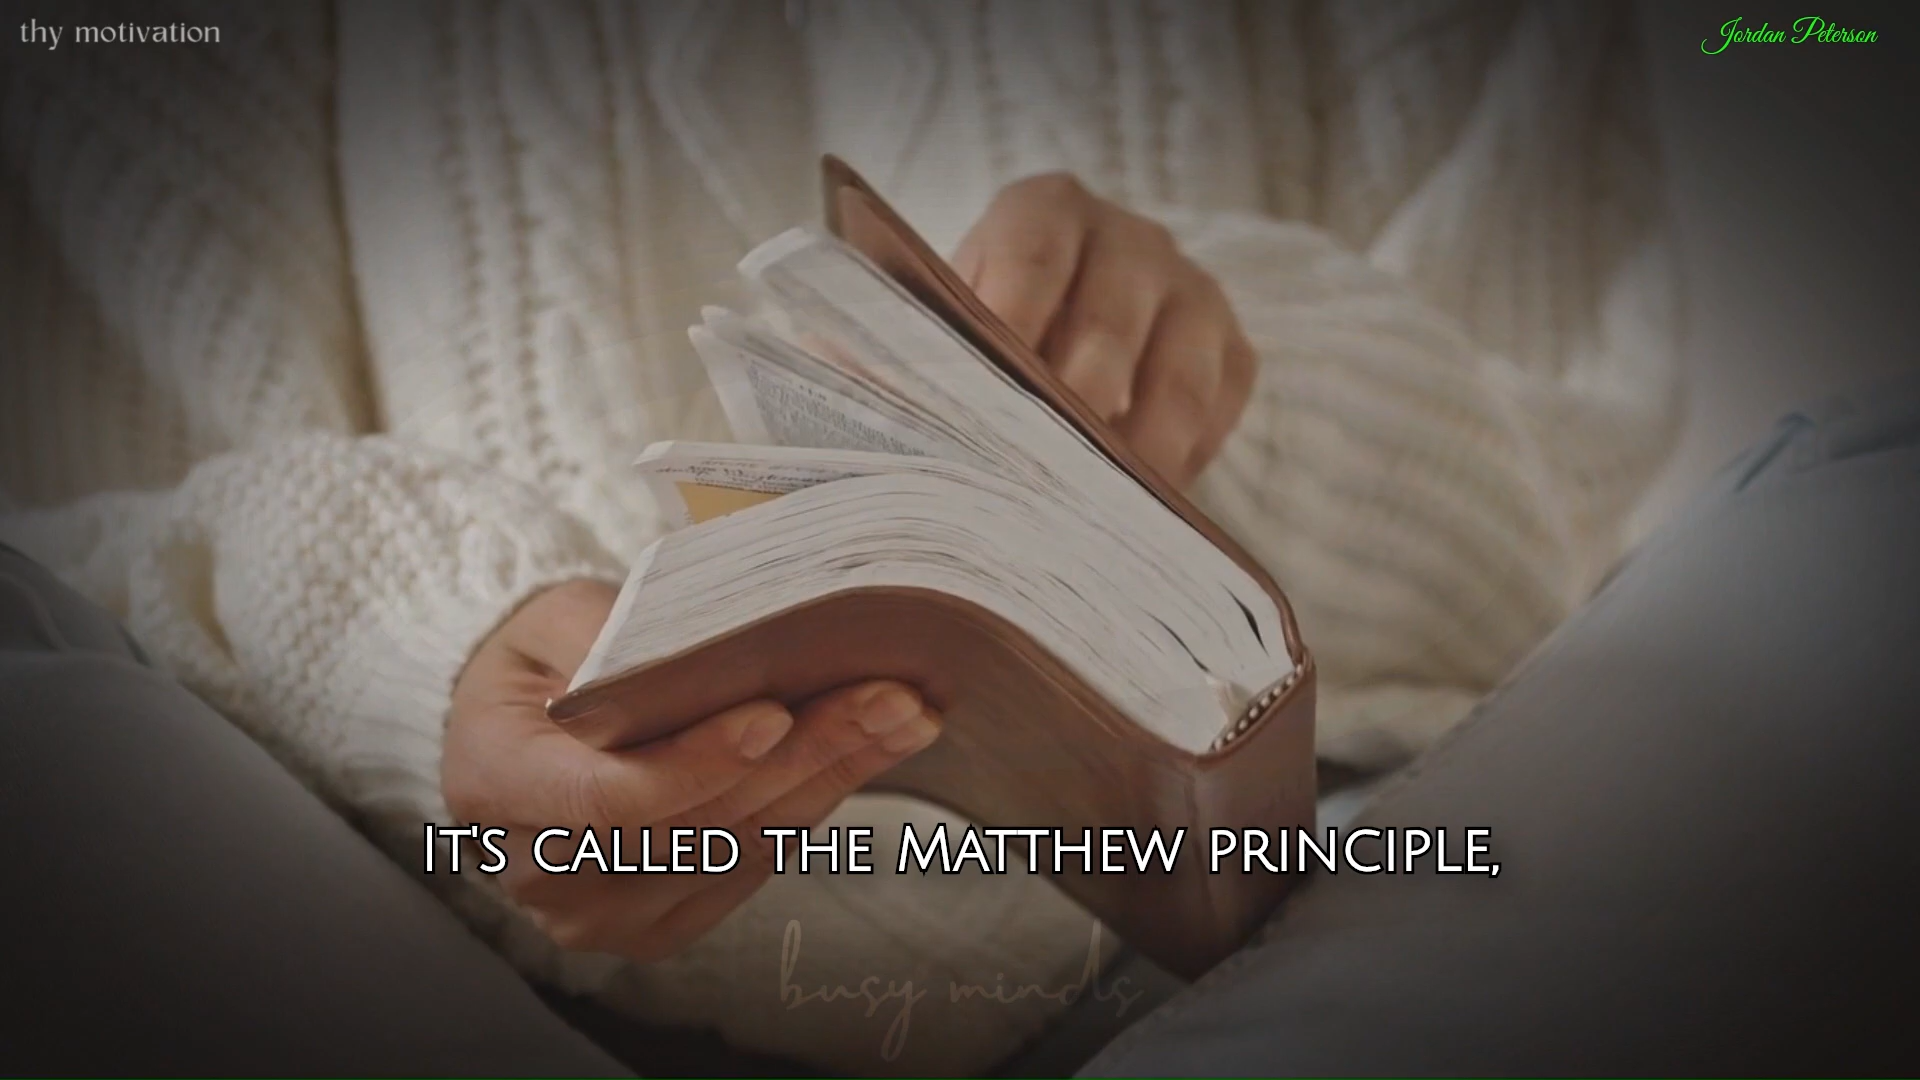 thy motivation
Jordan Peterson
It's called the Matthew principle,
busy minds